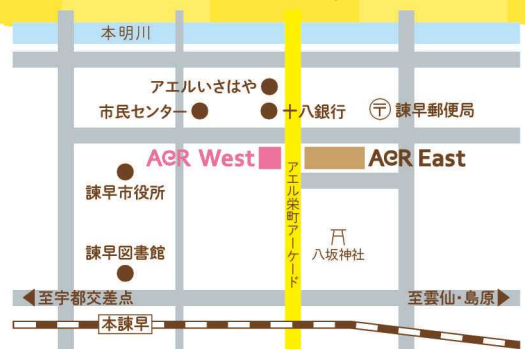 本明川
アエルいさはや
市民センター
十八銀行
〒 諫早郵便局
AeR West
AeR East
諫早市役所
アエル栄町アーケード
八坂神社
諫早図書館
◀至宇都交差点
至雲仙・島原▶
本諫早